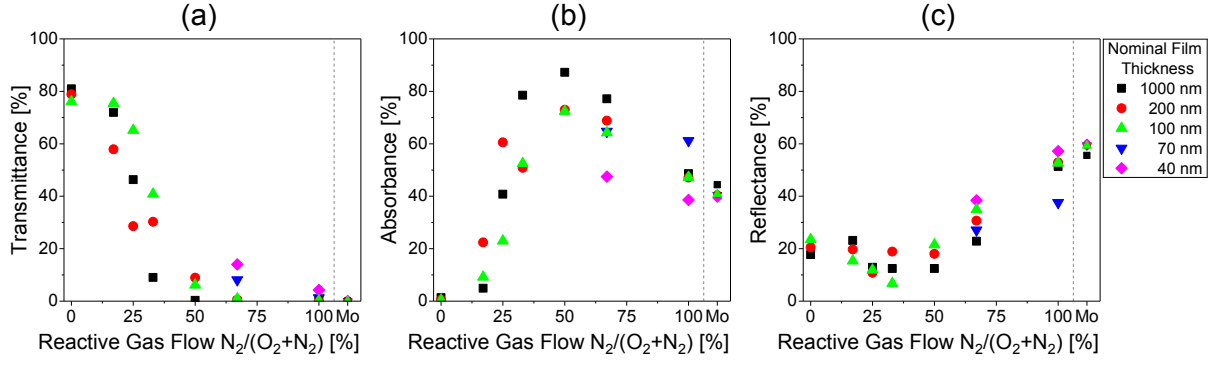 (a)
(b)
(c)
100
80
60
40
20
0
Transmittance [%]
0 25 50 75 100 Mo
Reactive Gas Flow N₂/(O₂+N₂) [%]
100
80
60
40
20
0
Absorbance [%]
0 25 50 75 100 Mo
Reactive Gas Flow N₂/(O₂+N₂) [%]
100
80
60
40
20
0
Reflectance [%]
0 25 50 75 100 Mo
Reactive Gas Flow N₂/(O₂+N₂) [%]
Nominal Film
Thickness
1000 nm
200 nm
100 nm
70 nm
40 nm